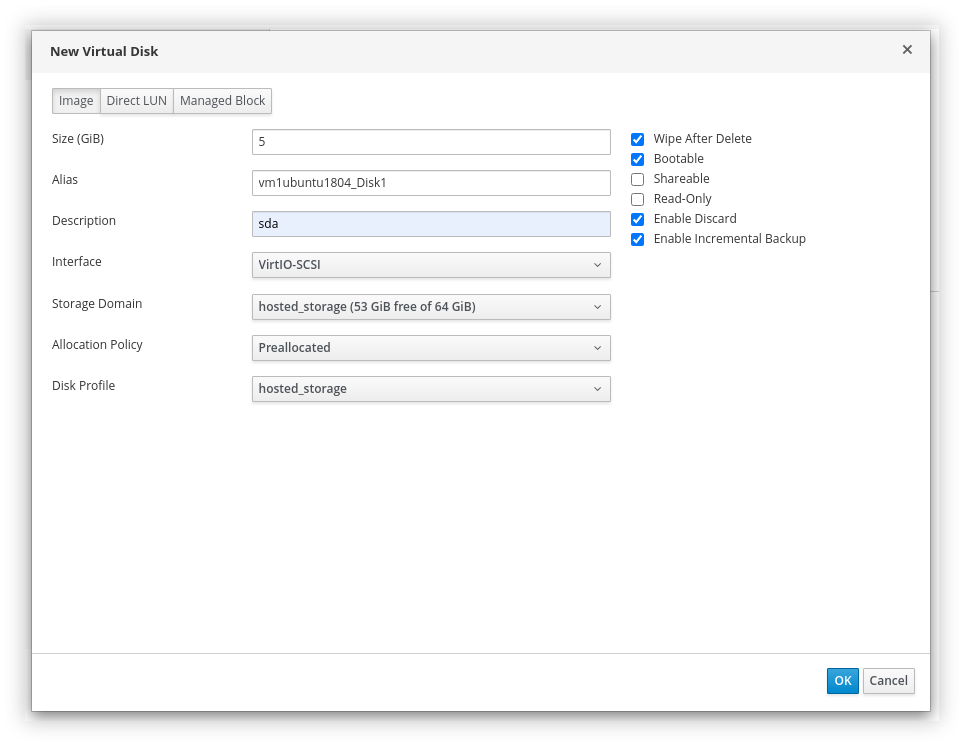 New Virtual Disk
Image Direct LUN Managed Block
Size (GiB) 5
Alias vm1ubuntu1804_Disk1
Description sda
Interface VirtIO-SCSI
Storage Domain hosted_storage (53 GiB free of 64 GiB)
Allocation Policy Preallocated
Disk Profile hosted_storage
Wipe After Delete
Bootable
Shareable
Read-Only
Enable Discard
Enable Incremental Backup
OK Cancel